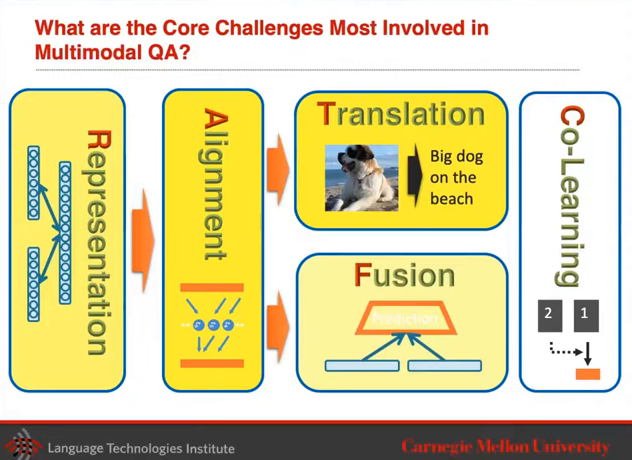 What are the Core Challenges Most Involved in
Multimodal QA?
Representation
Alignment
Translation
Big dog
on the
beach
Fusion
Prediction
Co-Learning
2 1
Language Technologies Institute
Carnegie Mellon University